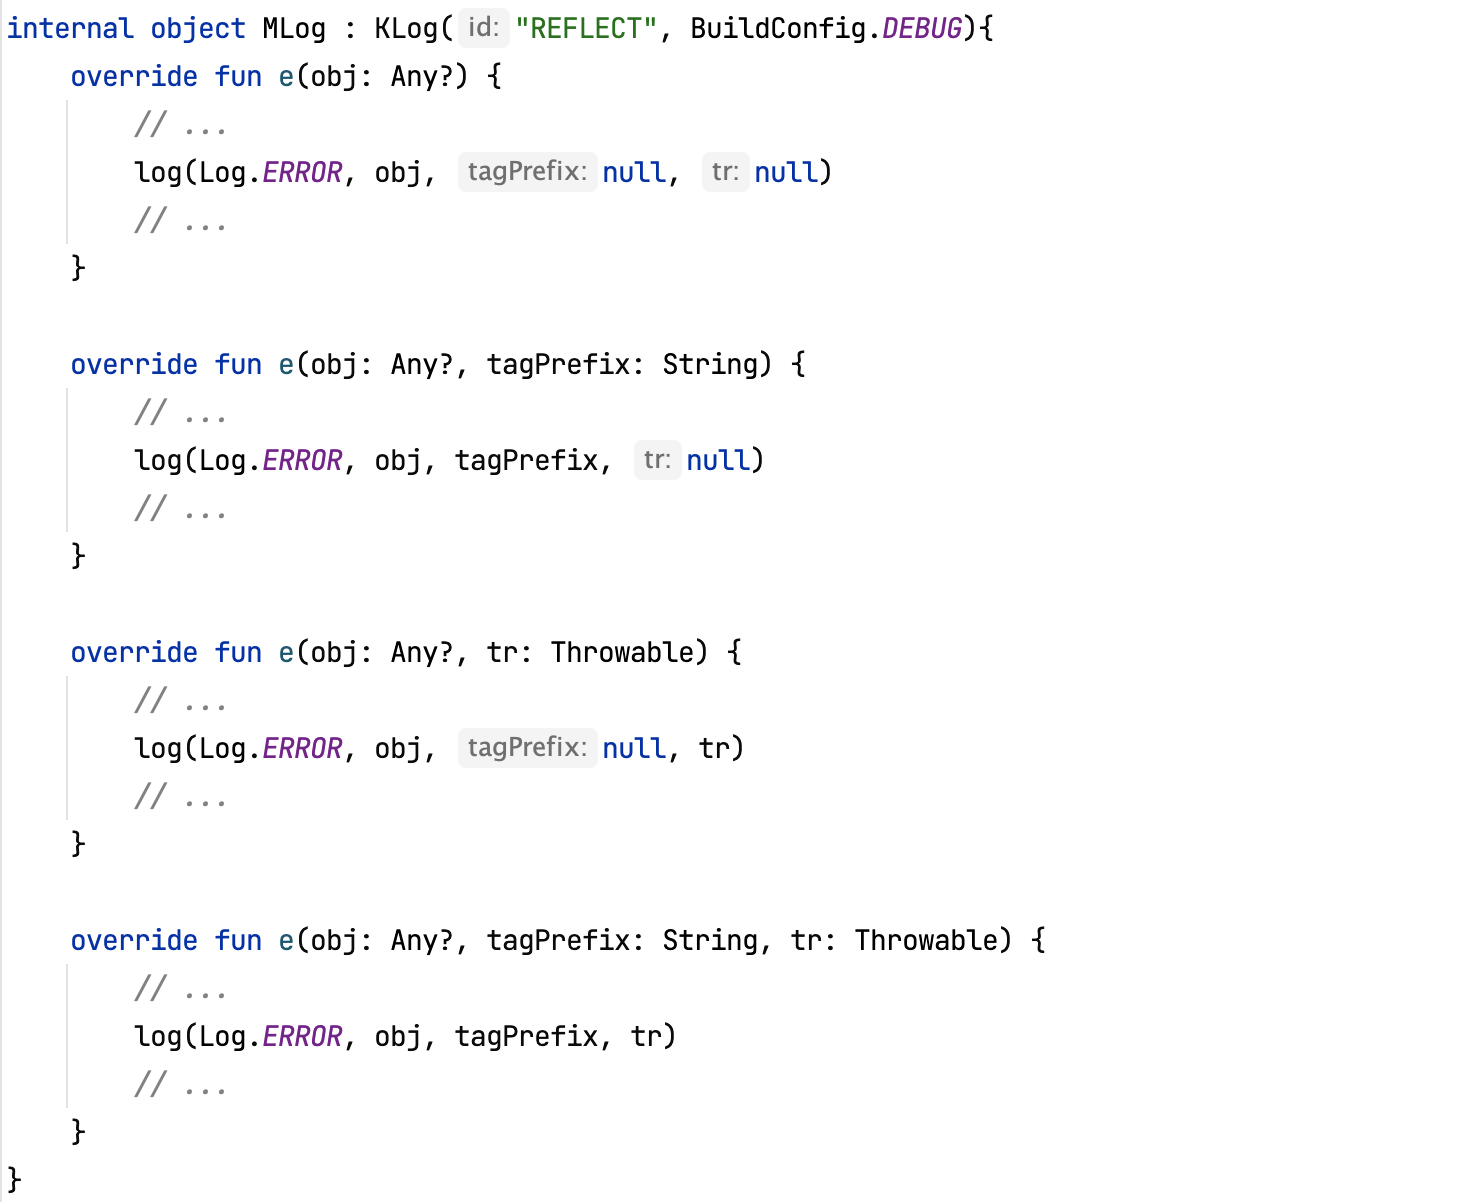 internal object MLog : KLog( id: "REFLECT", BuildConfig.DEBUG){
    override fun e(obj: Any?) {
        // ...
        log(Log.ERROR, obj, tagPrefix: null, tr: null)
        // ...
    }

    override fun e(obj: Any?, tagPrefix: String) {
        // ...
        log(Log.ERROR, obj, tagPrefix, tr: null)
        // ...
    }

    override fun e(obj: Any?, tr: Throwable) {
        // ...
        log(Log.ERROR, obj, tagPrefix: null, tr)
        // ...
    }

    override fun e(obj: Any?, tagPrefix: String, tr: Throwable) {
        // ...
        log(Log.ERROR, obj, tagPrefix, tr)
        // ...
    }
}